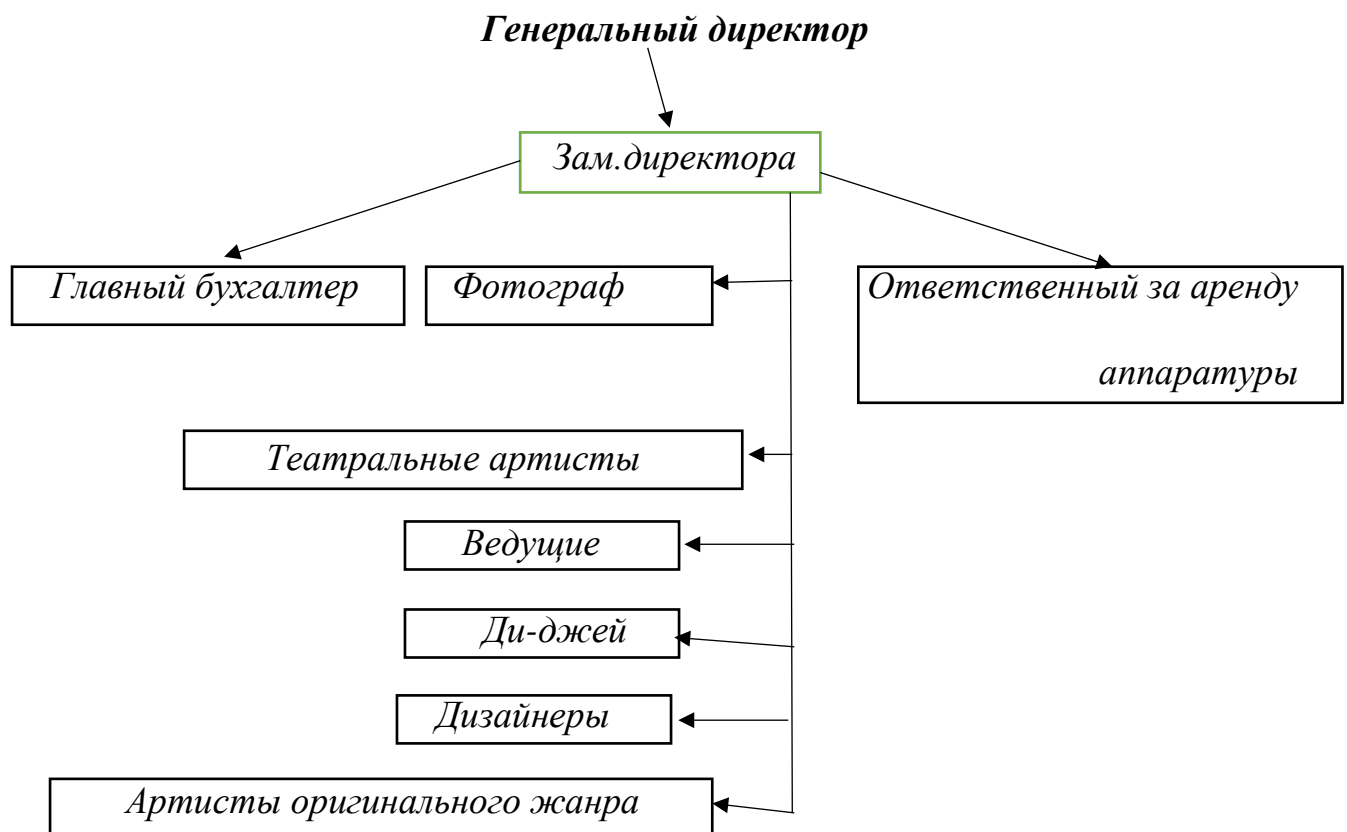 Генеральный директор
Зам.директора
Главный бухгалтер
Фотограф
Ответственный за аренду
аппаратуры
Театральные артисты
Ведущие
Ди-джей
Дизайнеры
Артисты оригинального жанра